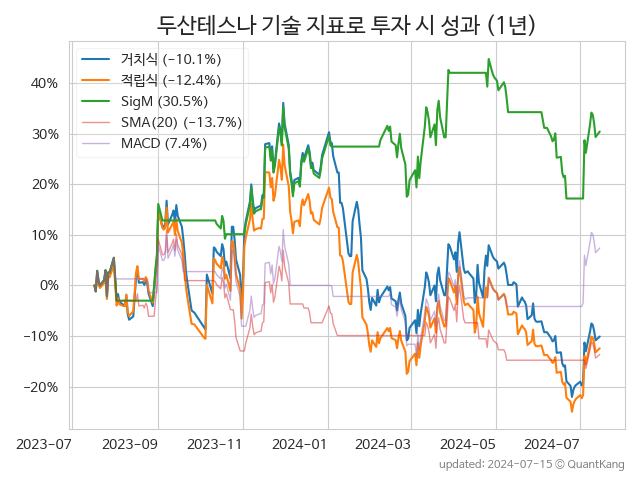 두산테스나 기술 지표로 투자 시 성과 (1년)
거치식 (−10.1%)
적립식 (−12.4%)
SigM (30.5%)
SMA(20) (−13.7%)
MACD (7.4%)
40%
30%
20%
10%
0%
−10%
−20%
2023-07
2023-09
2023-11
2024-01
2024-03
2024-05
2024-07
updated: 2024-07-15 © QuantKang